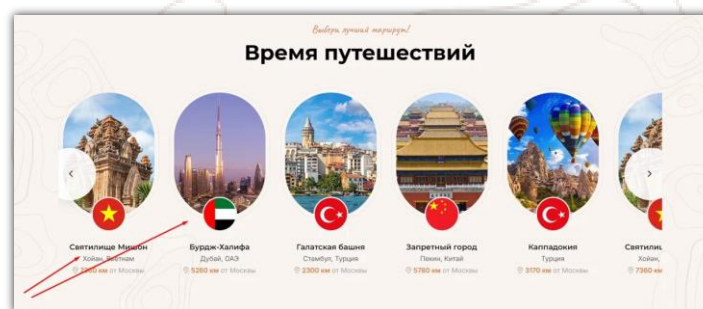 Выбери лучший маршрут!
Время путешествий
Святилище Мишон
Хойан, Вьетнам
7360 км от Москвы
Бурдж-Халифа
Дубай, ОАЭ
5260 км от Москвы
Галатская башня
Стамбул, Турция
2300 км от Москвы
Запретный город
Пекин, Китай
5780 км от Москвы
Каппадокия
Турция
3170 км от Москвы
Святилищ
Хойан,
7360 км